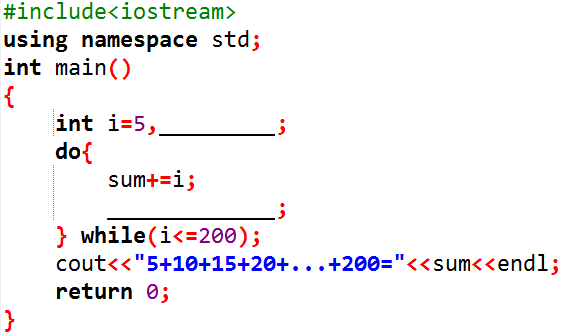 #include<iostream>
using namespace std;
int main()
{
int i=5,_________;
do{
sum+=i;
_____________;
} while(i<=200);
cout<<"5+10+15+20+...+200="<<sum<<endl;
return 0;
}